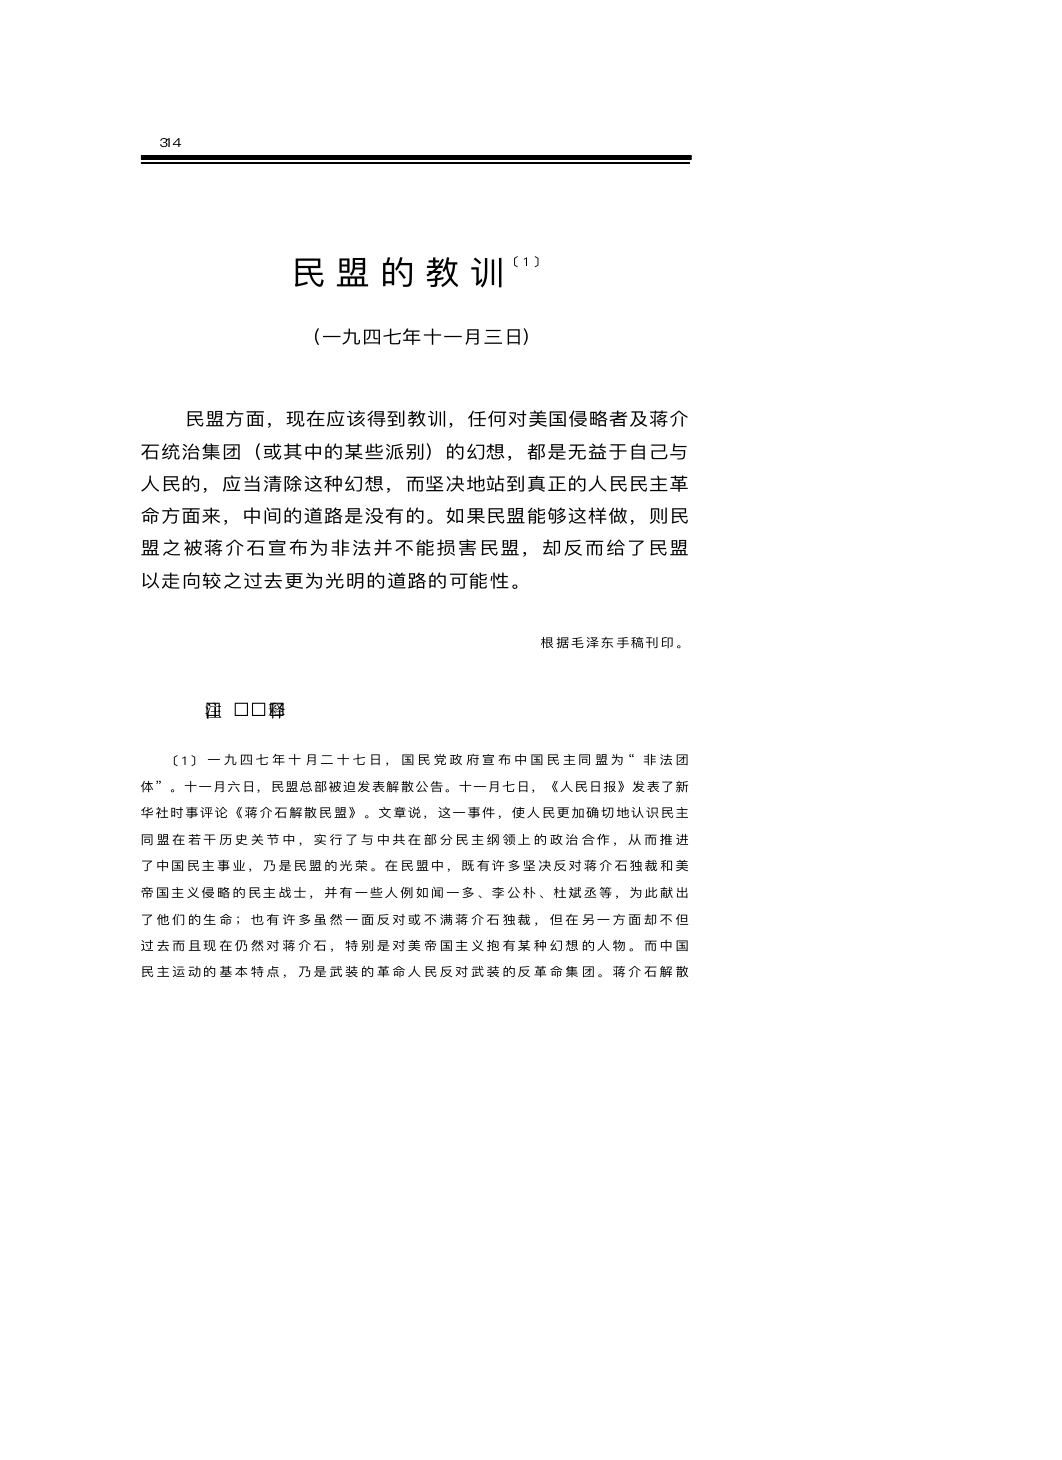 314
民盟的教训〔1〕
（一九四七年十一月三日）
民盟方面，现在应该得到教训，任何对美国侵略者及蒋介
石统治集团（或其中的某些派别）的幻想，都是无益于自己与
人民的，应当清除这种幻想，而坚决地站到真正的人民民主革
命方面来，中间的道路是没有的。如果民盟能够这样做，则民
盟之被蒋介石宣布为非法并不能损害民盟，却反而给了民盟
以走向较之过去更为光明的道路的可能性。
根据毛泽东手稿刊印。
注 □□释
〔1〕一九四七年十月二十七日，国民党政府宣布中国民主同盟为“非法团
体”。十一月六日，民盟总部被迫发表解散公告。十一月七日，《人民日报》发表了新
华社时事评论《蒋介石解散民盟》。文章说，这一事件，使人民更加确切地认识民主
同盟在若干历史关节中，实行了与中共在部分民主纲领上的政治合作，从而推进
了中国民主事业，乃是民盟的光荣。在民盟中，既有许多坚决反对蒋介石独裁和美
帝国主义侵略的民主战士，并有一些人例如闻一多、李公朴、杜斌丞等，为此献出
了他们的生命；也有许多虽然一面反对或不满蒋介石独裁，但在另一方面却不但
过去而且现在仍然对蒋介石，特别是对美帝国主义抱有某种幻想的人物。而中国
民主运动的基本特点，乃是武装的革命人民反对武装的反革命集团。蒋介石解散